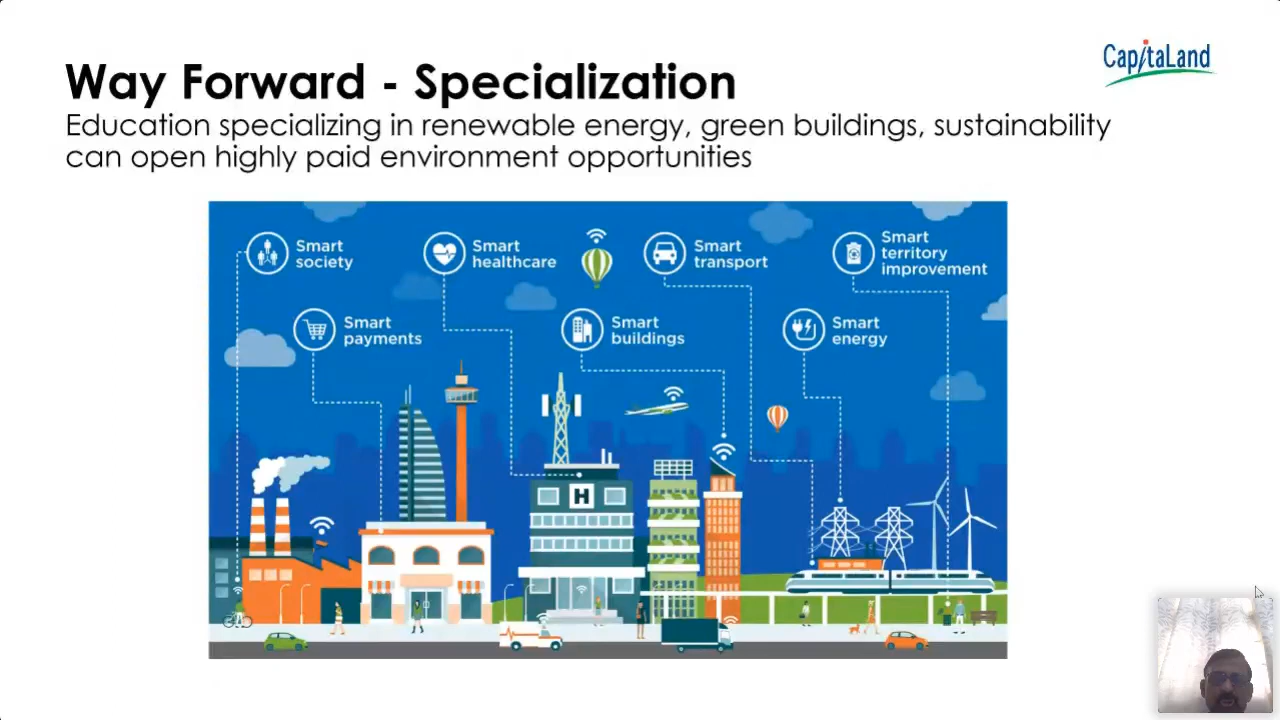 CapitaLand
Way Forward - Specialization
Education specializing in renewable energy, green buildings, sustainability
can open highly paid environment opportunities
Smart
society
Smart
healthcare
Smart
transport
Smart
territory
improvement
Smart
payments
Smart
buildings
Smart
energy
H